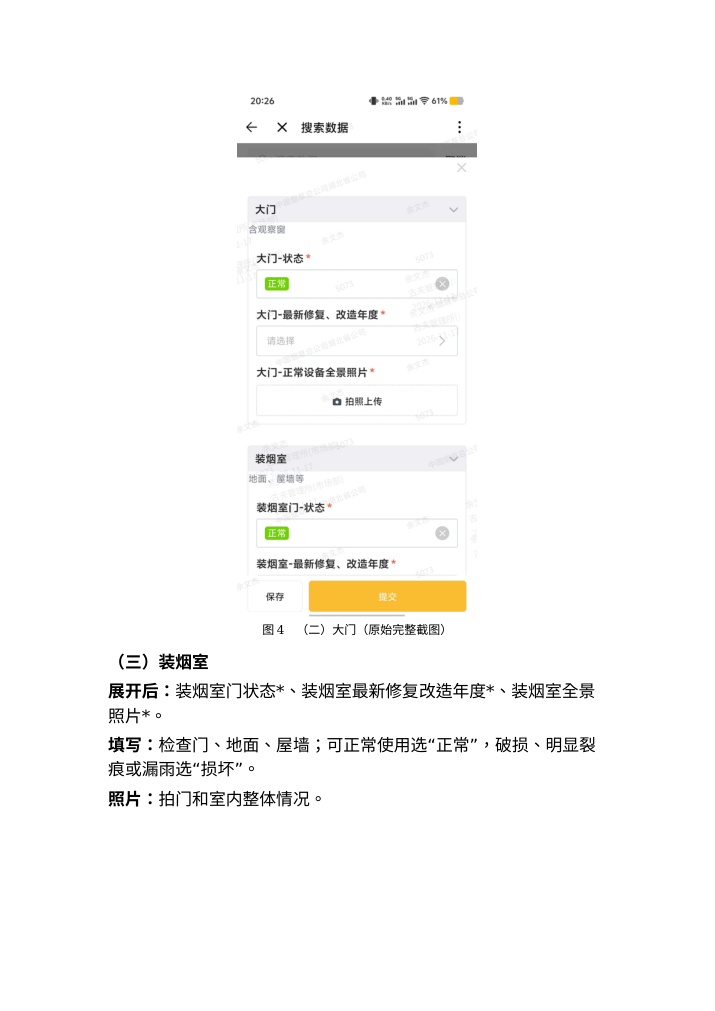 20:26
61%
搜索数据
大门
含观察窗
大门-状态*
正常
大门-最新修复、改造年度*
请选择
大门-正常设备全景照片*
拍照上传
装烟室
地面、屋墙等
装烟室门-状态*
正常
装烟室-最新修复、改造年度*
保存
提交
图 4 （二）大门（原始完整截图）
（三）装烟室
展开后：装烟室门状态*、装烟室最新修复改造年度*、装烟室全景
照片*。
填写：检查门、地面、屋墙；可正常使用选“正常”，破损、明显裂
痕或漏雨选“损坏”。
照片：拍门和室内整体情况。